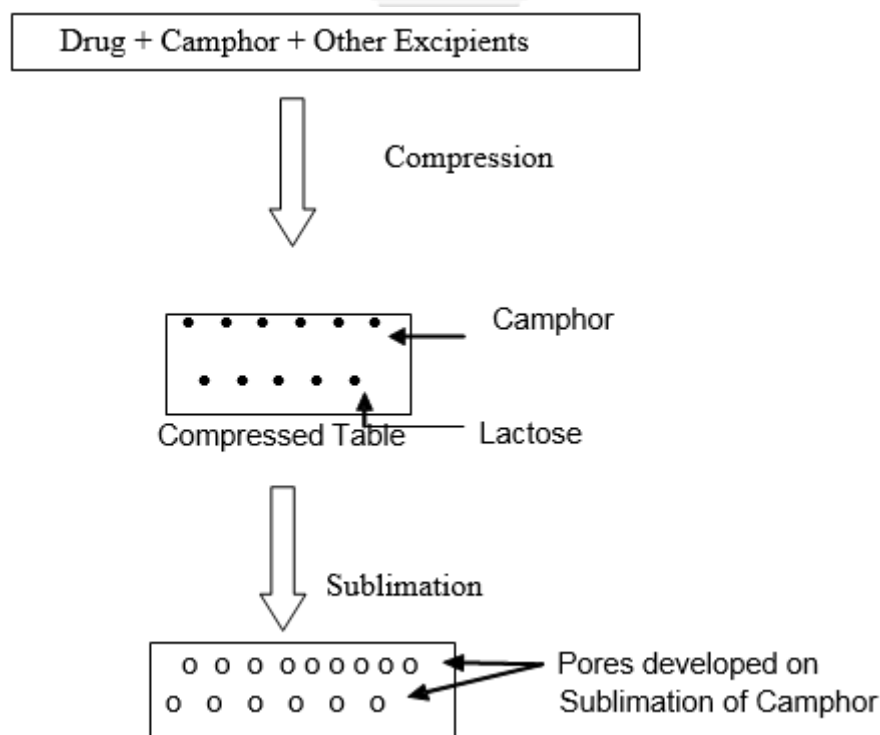 Drug + Camphor + Other Excipients
Compression
Camphor
Compressed Table
Lactose
Sublimation
Pores developed on
Sublimation of Camphor